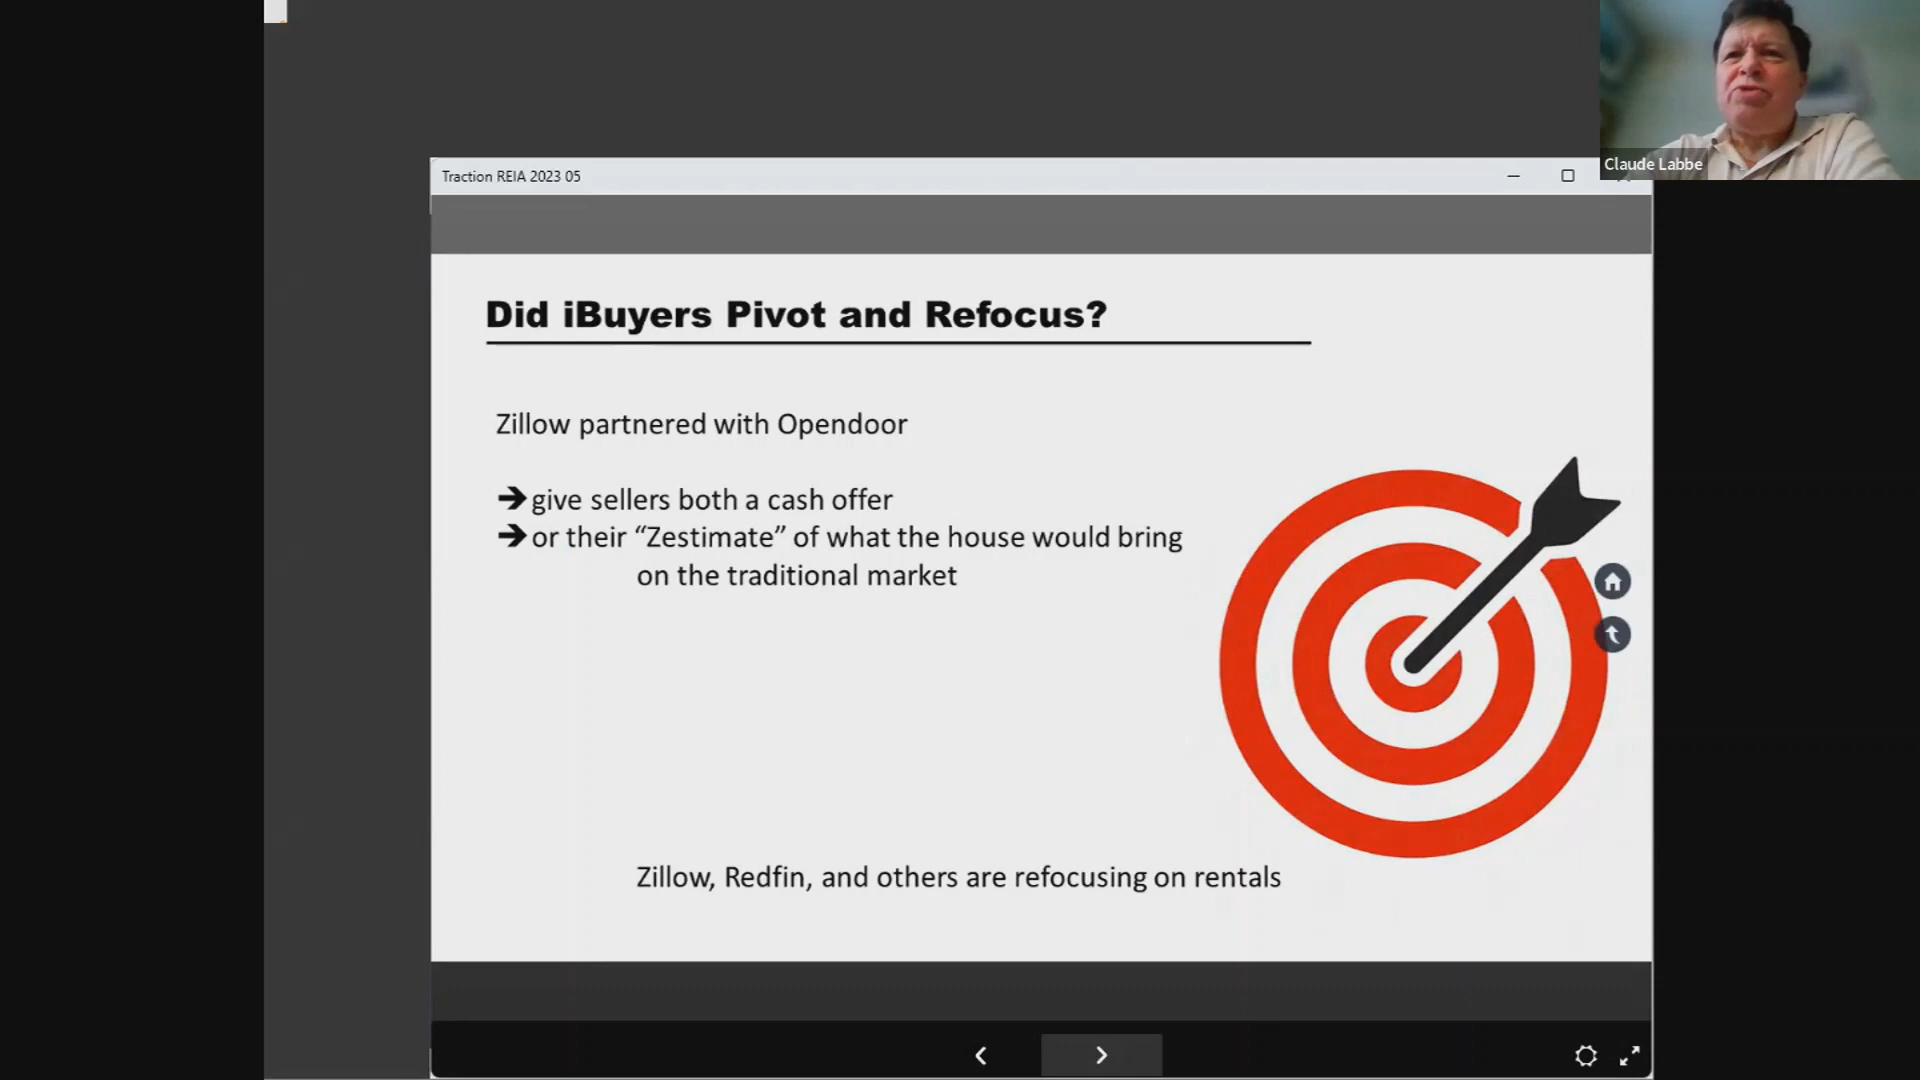 Claude Labbe
Traction REIA 2023 05
Did iBuyers Pivot and Refocus?
Zillow partnered with Opendoor
➔ give sellers both a cash offer
➔ or their “Zestimate” of what the house would bring
on the traditional market
Zillow, Redfin, and others are refocusing on rentals